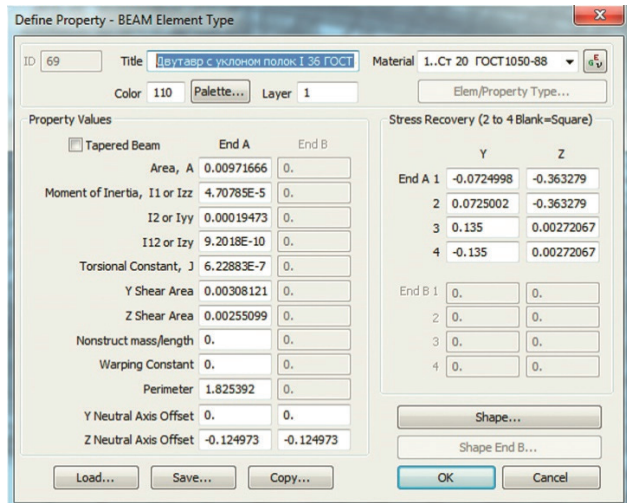 Define Property - BEAM Element Type
ID 69 Title Двутавр с уклоном полок I 36 ГОСТ Material 1..Ст 20 ГОСТ1050-88
Color 110 Palette... Layer 1 Elem/Property Type...
Property Values
Tapered Beam End A End B
Area, A 0.00971666 0.
Moment of Inertia, I1 or Izz 4.70785E-5 0.
I2 or Iyy 0.00019473 0.
I12 or Izy 9.2018E-10 0.
Torsional Constant, J 6.22883E-7 0.
Y Shear Area 0.00308121 0.
Z Shear Area 0.00255099 0.
Nonstruct mass/length 0. 0.
Warping Constant 0. 0.
Perimeter 1.825392 0.
Y Neutral Axis Offset 0. 0.
Z Neutral Axis Offset -0.124973 -0.124973
Stress Recovery (2 to 4 Blank=Square)
Y Z
End A 1 -0.0724998 -0.363279
2 0.0725002 -0.363279
3 0.135 0.00272067
4 -0.135 0.00272067
End B 1 0. 0.
2 0. 0.
3 0. 0.
4 0. 0.
Shape...
Shape End B...
Load... Save... Copy... OK Cancel